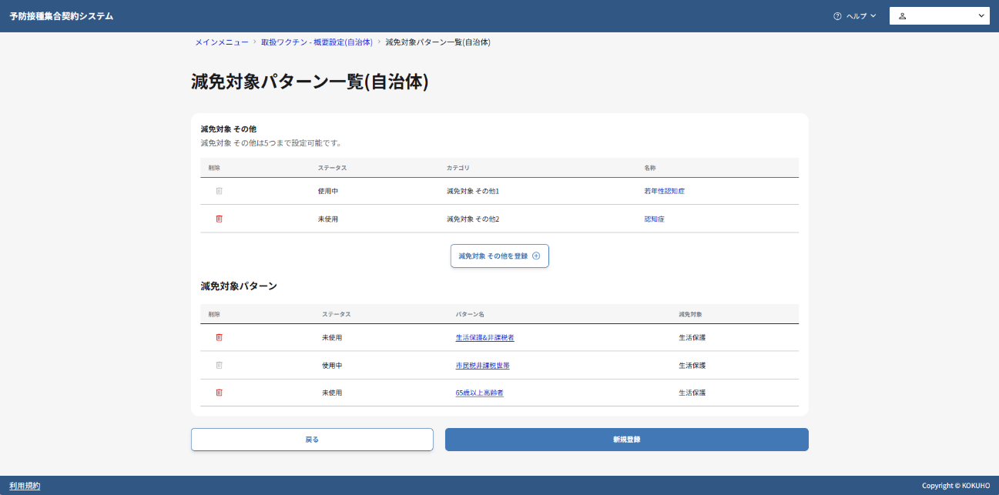 予防接種集合契約システム
ヘルプ
メインメニュー > 取扱ワクチン - 概要設定(自治体) > 減免対象パターン一覧(自治体)
減免対象パターン一覧(自治体)
減免対象 その他
減免対象 その他は5つまで設定可能です。
削除 ステータス カテゴリ 名称
使用中 減免対象 その他1 若年性認知症
未使用 減免対象 その他2 認知症
減免対象 その他を登録
減免対象パターン
削除 ステータス パターン名 減免対象
未使用 生活保護&非課税者 生活保護
使用中 市民税非課税世帯 生活保護
未使用 65歳以上高齢者 生活保護
戻る 新規登録
利用規約 Copyright © KOKUHO